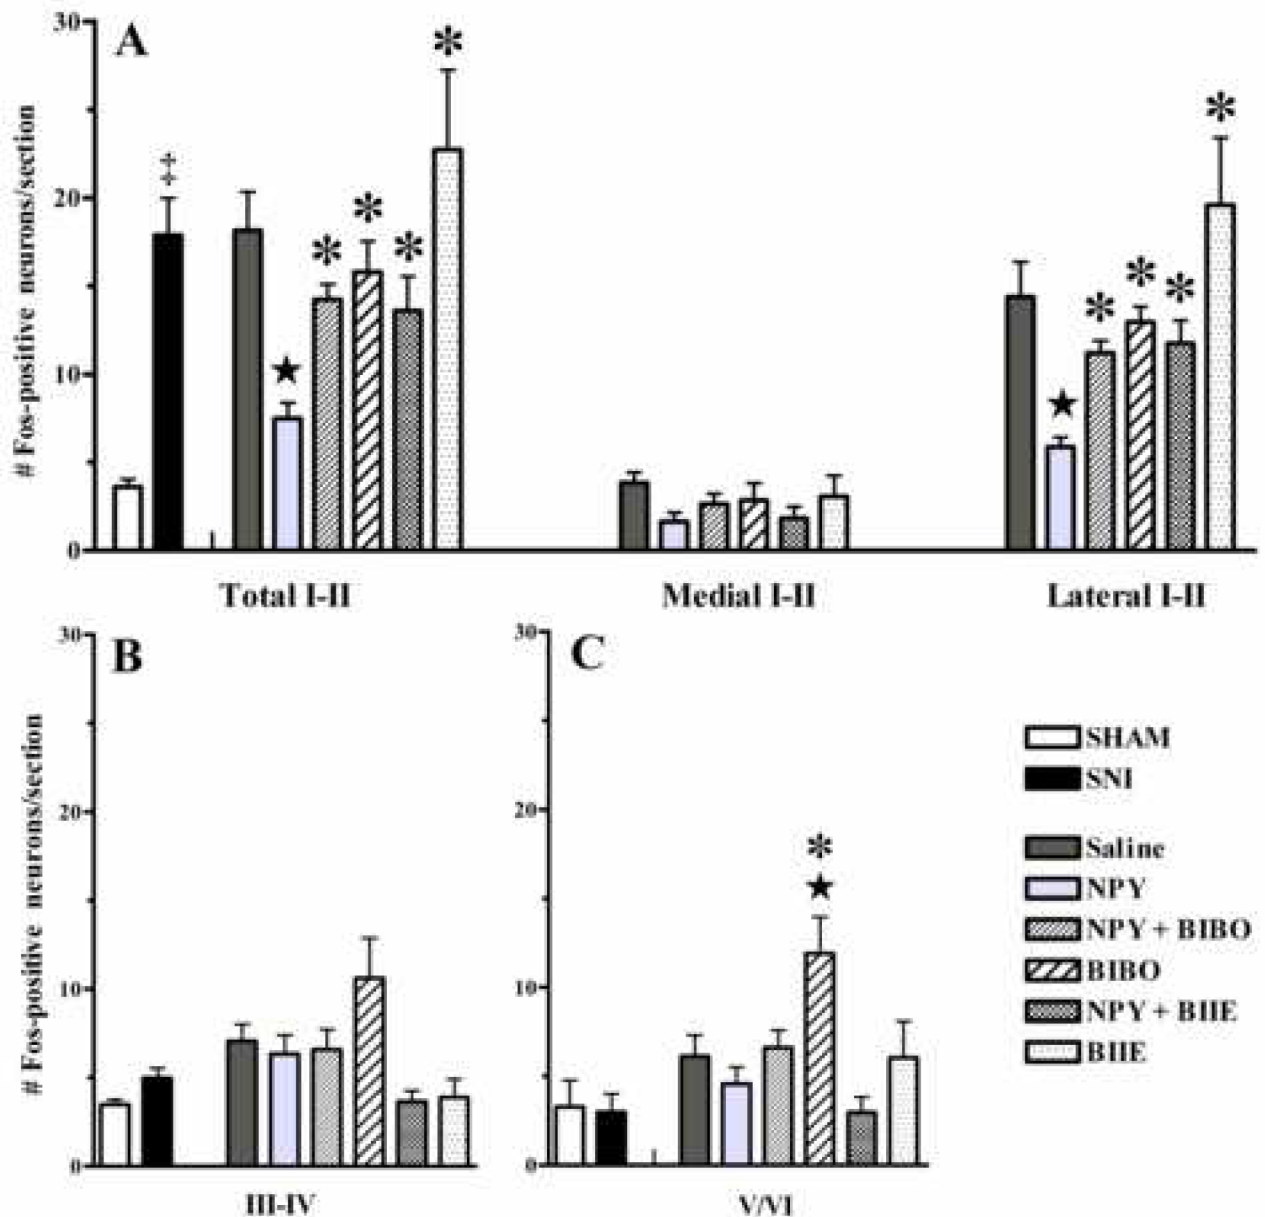 A
# Fos-positive neurons/section
30
20
10
0
‡
★
*
*
*
*
★
*
*
*
*
Total I-II
Medial I-II
Lateral I-II
B
# Fos-positive neurons/section
30
20
10
0
III-IV
C
30
20
10
0
*
★
V/VI
SHAM
SNI
Saline
NPY
NPY + BIBO
BIBO
NPY + BIIE
BIIE